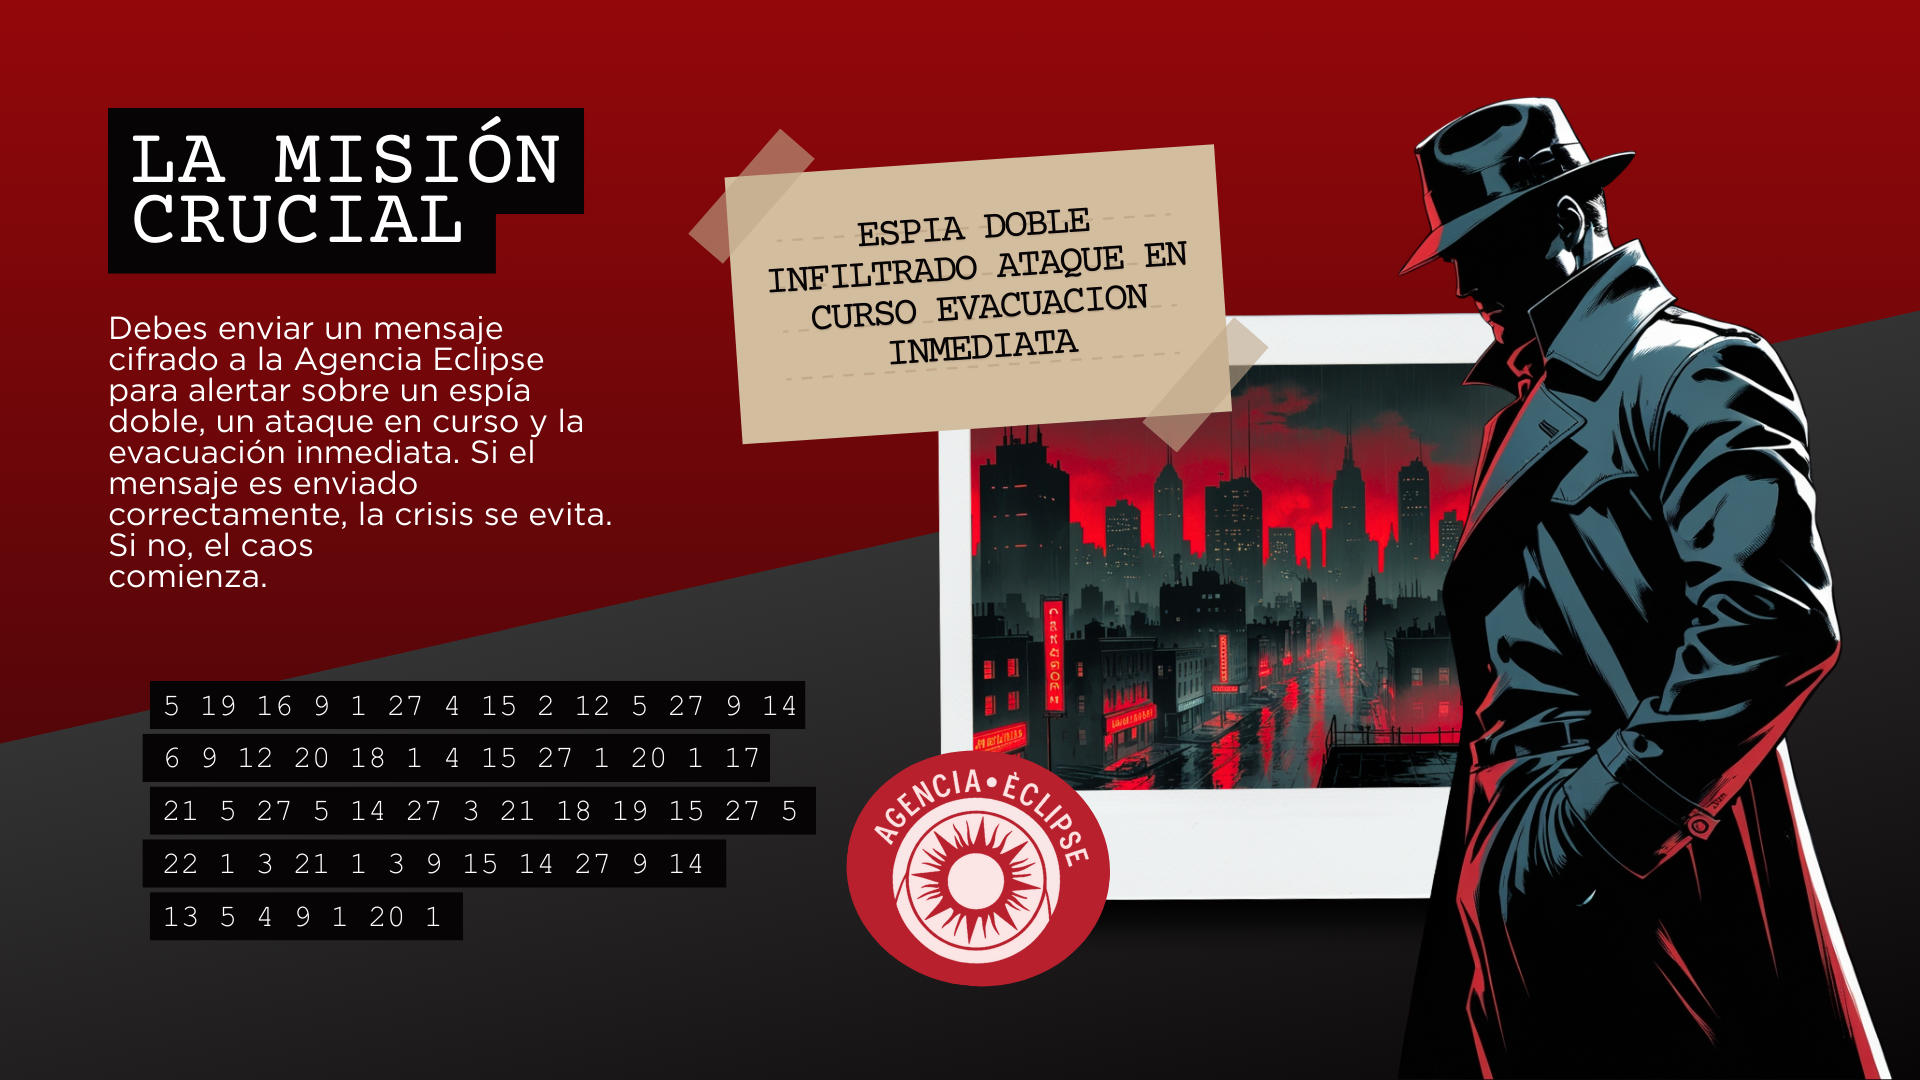 LA MISIÓN
CRUCIAL
Debes enviar un mensaje
cifrado a la Agencia Eclipse
para alertar sobre un espía
doble, un ataque en curso y la
evacuación inmediata. Si el
mensaje es enviado
correctamente, la crisis se evita.
Si no, el caos
comienza.
ESPIA DOBLE
INFILTRADO ATAQUE EN
CURSO EVACUACION
INMEDIATA
5 19 16 9 1 27 4 15 2 12 5 27 9 14
6 9 12 20 18 1 4 15 27 1 20 1 17
21 5 27 5 14 27 3 21 18 19 15 27 5
22 1 3 21 1 3 9 15 14 27 9 14
13 5 4 9 1 20 1
AGENCIA•ÈCLIPSE